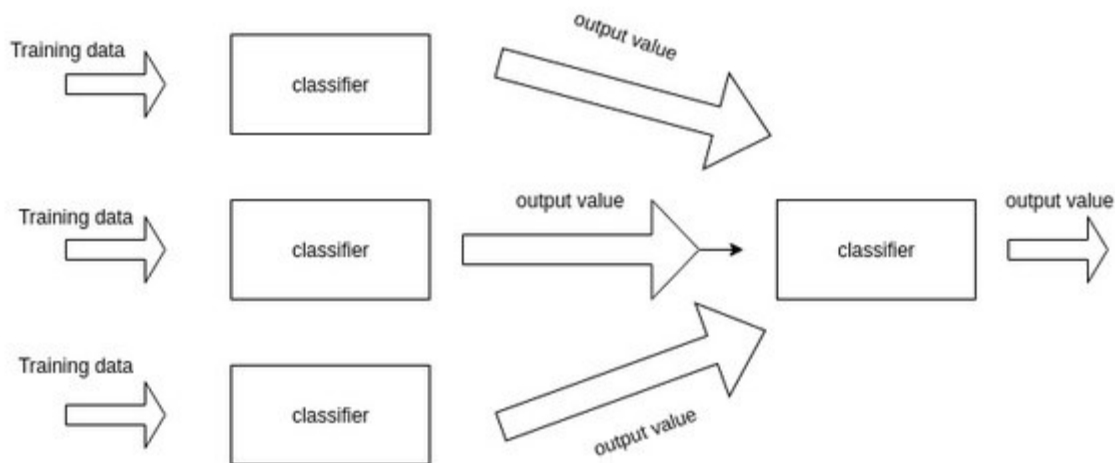 output value
Training data
classifier
Training data
classifier
output value
classifier
output value
Training data
classifier
output value